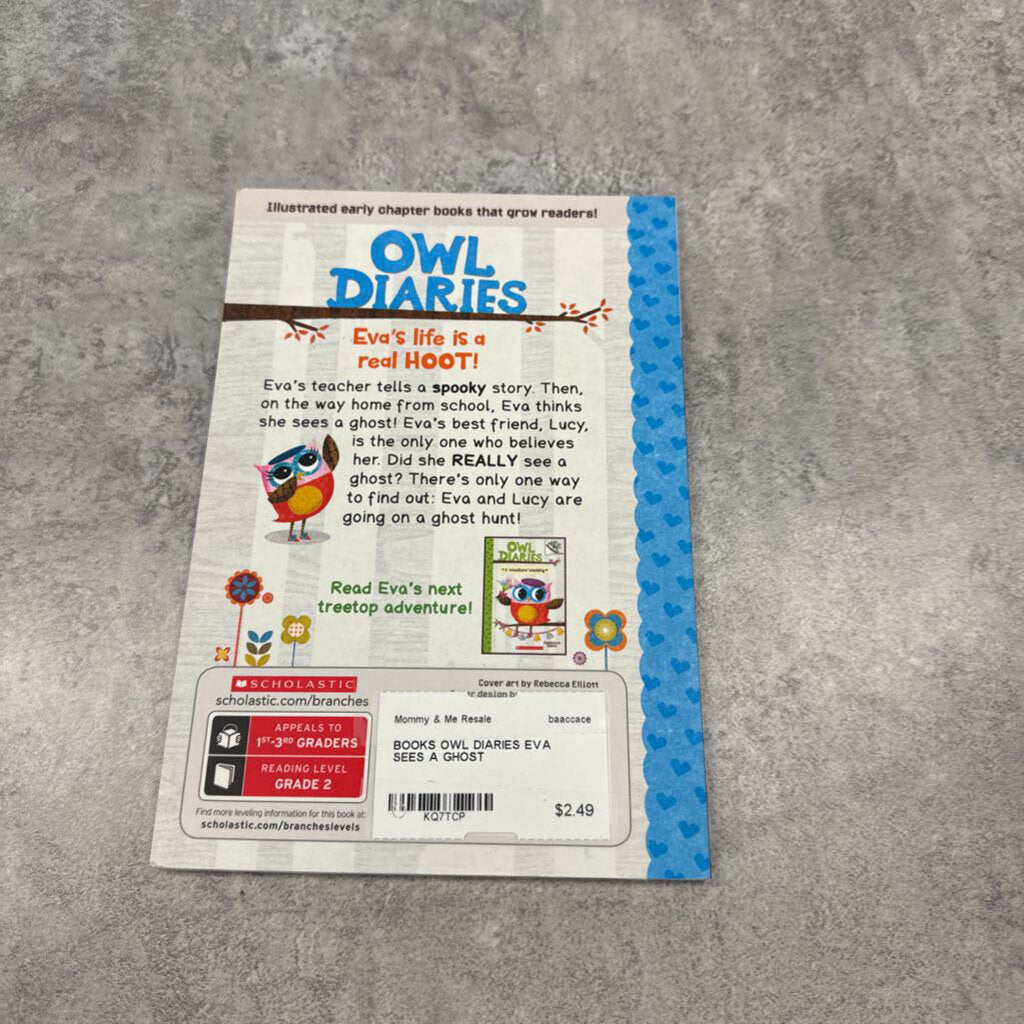 Illustrated early chapter books that grow readers!
OWL
DIARIES
Eva's life is a
real HOOT!
Eva's teacher tells a spooky story. Then,
on the way home from school, Eva thinks
she sees a ghost! Eva's best friend, Lucy,
is the only one who believes
her. Did she REALLY see a
ghost? There's only one way
to find out: Eva and Lucy are
going on a ghost hunt!
Read Eva's next
treetop adventure!
OWL
DIARIES
A Woodland Wedding
SCHOLASTIC
scholastic.com/branches
Cover art by Rebecca Elliott
design
APPEALS TO
1ST-3RD GRADERS
READING LEVEL
GRADE 2
Find more leveling information for this book at:
scholastic.com/brancheslevels
Mommy & Me Resale baaccace
BOOKS OWL DIARIES EVA
SEES A GHOST
KQ7TCP
$2.49